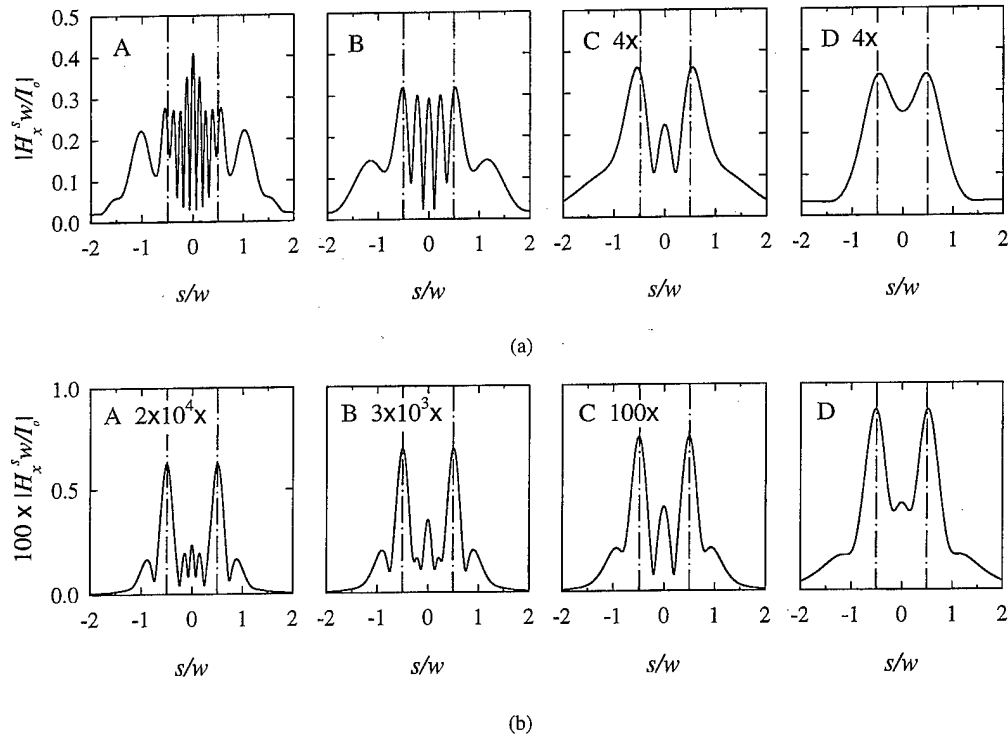 0.5
0.4
0.3
0.2
0.1
0.0
|H_x^s w/I_o|
A
B
C 4x
D 4x
-2 -1 0 1 2
-2 -1 0 1 2
-2 -1 0 1 2
-2 -1 0 1 2
s/w
s/w
s/w
s/w
(a)
1.0
0.5
0.0
100 x |H_x^s w/I_o|
A 2x10^4x
B 3x10^3x
C 100x
D
-2 -1 0 1 2
-2 -1 0 1 2
-2 -1 0 1 2
-2 -1 0 1 2
s/w
s/w
s/w
s/w
(b)